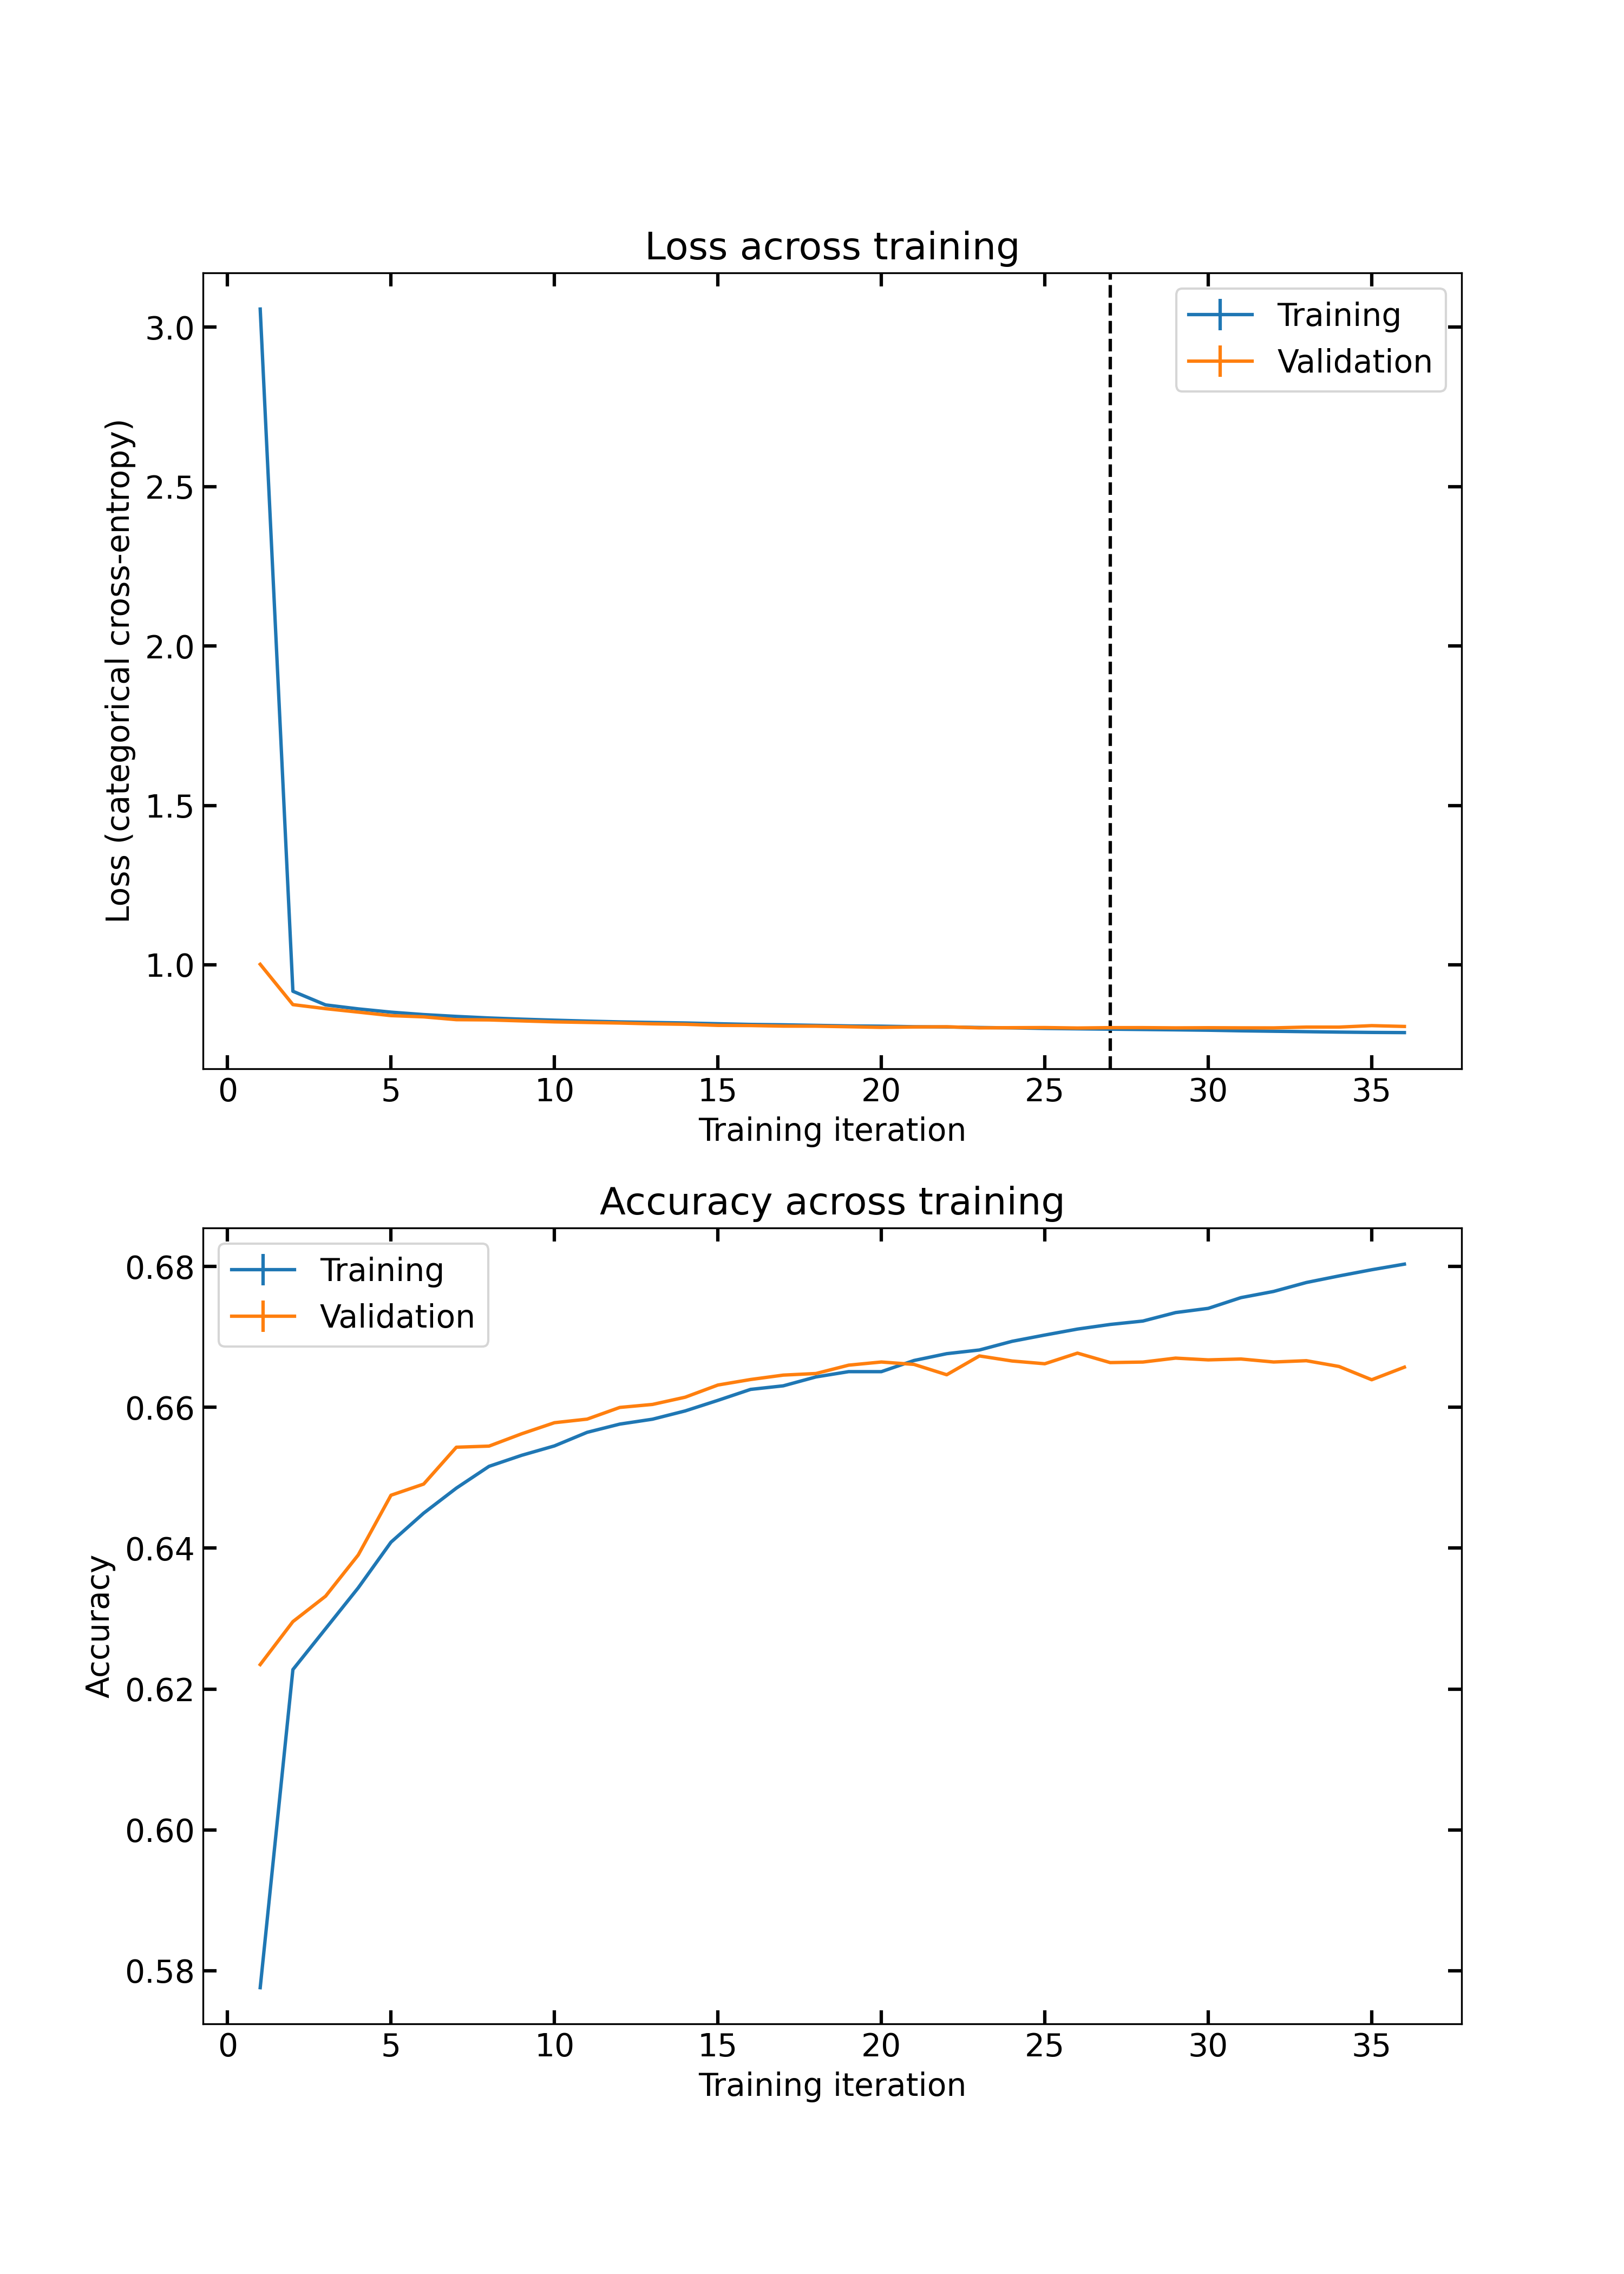 Loss across training
Training
Validation
3.0
2.5
2.0
1.5
1.0
Loss (categorical cross-entropy)
0 5 10 15 20 25 30 35
Training iteration
Accuracy across training
Training
Validation
0.68
0.66
0.64
0.62
0.60
0.58
Accuracy
0 5 10 15 20 25 30 35
Training iteration